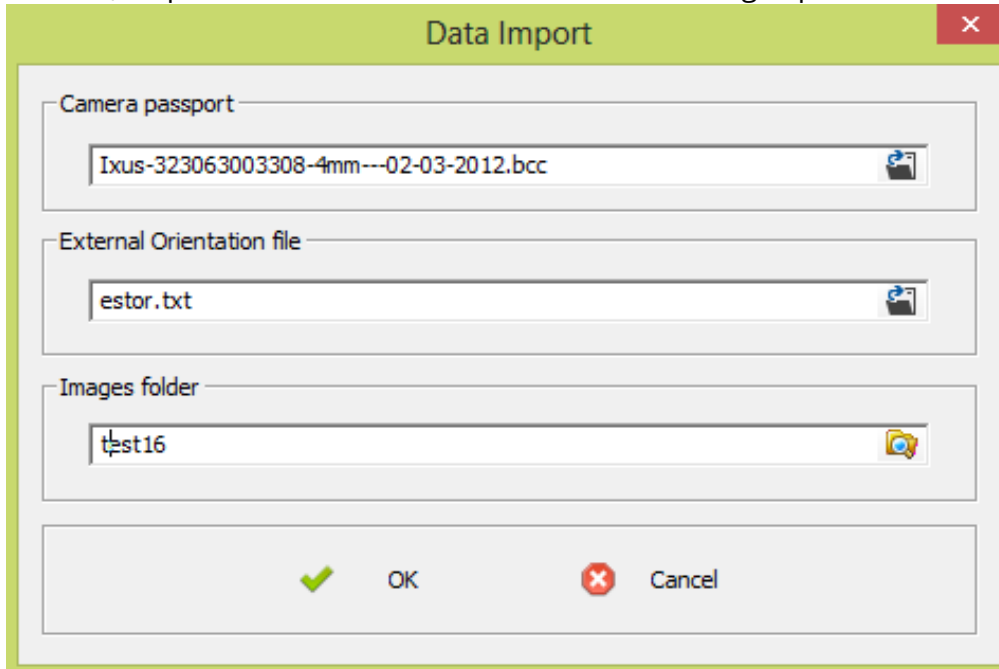 Data Import
Camera passport
Ixus-323063003308-4mm---02-03-2012.bcc
External Orientation file
estor.txt
Images folder
test16
OK Cancel